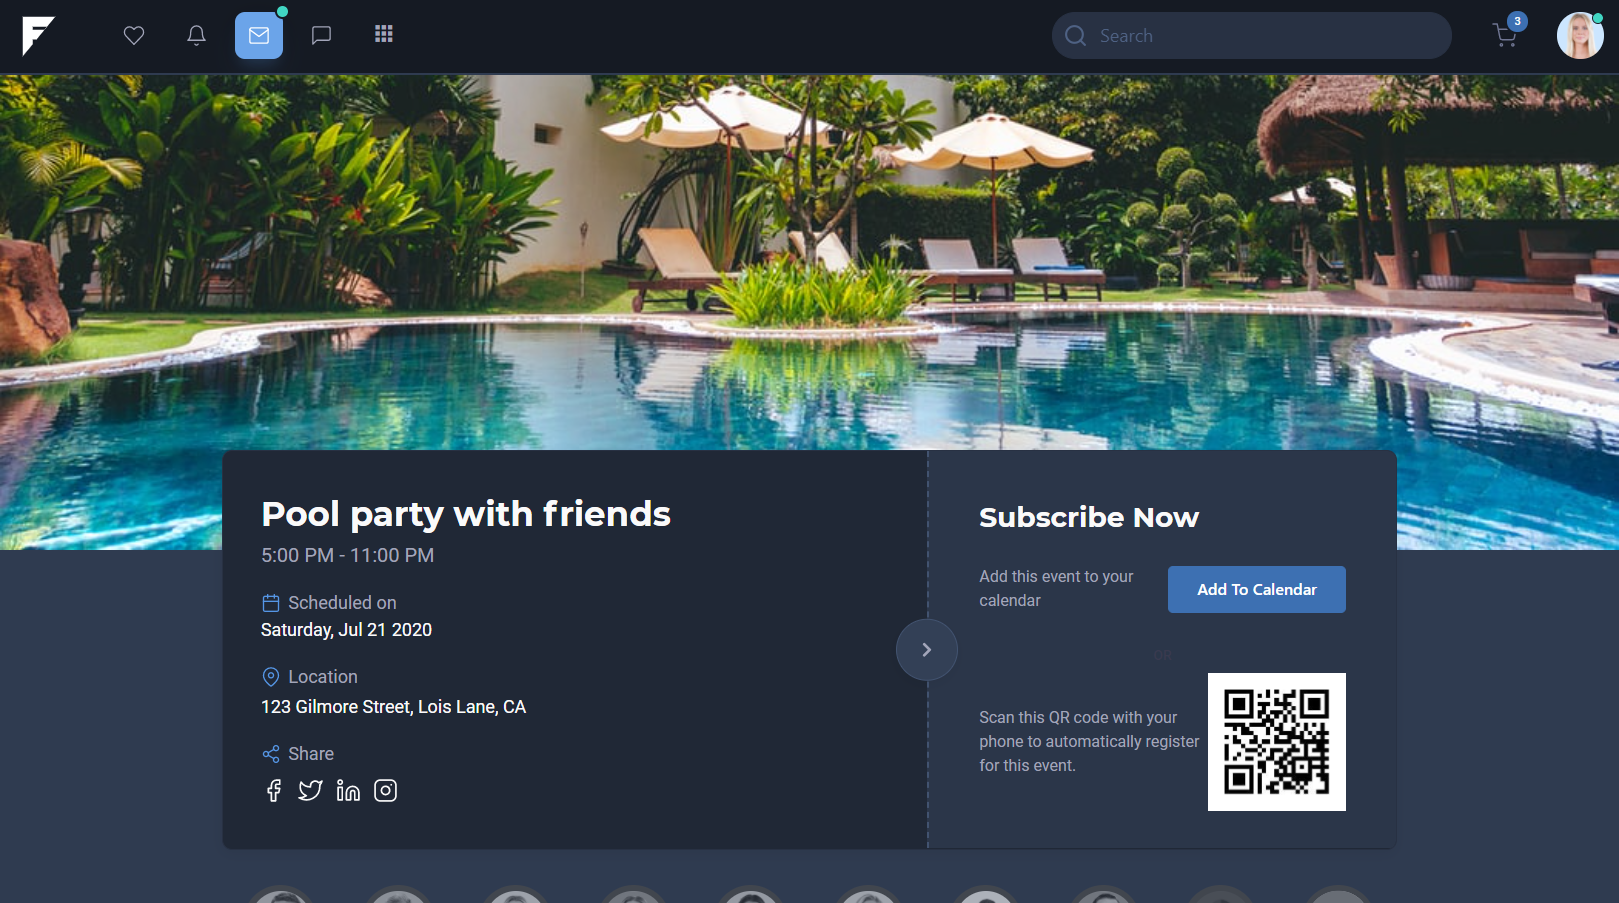 Search
3
Pool party with friends
5:00 PM - 11:00 PM
Scheduled on
Saturday, Jul 21 2020
Location
123 Gilmore Street, Lois Lane, CA
Share
Subscribe Now
Add this event to your
calendar
Add To Calendar
OR
Scan this QR code with your
phone to automatically register
for this event.